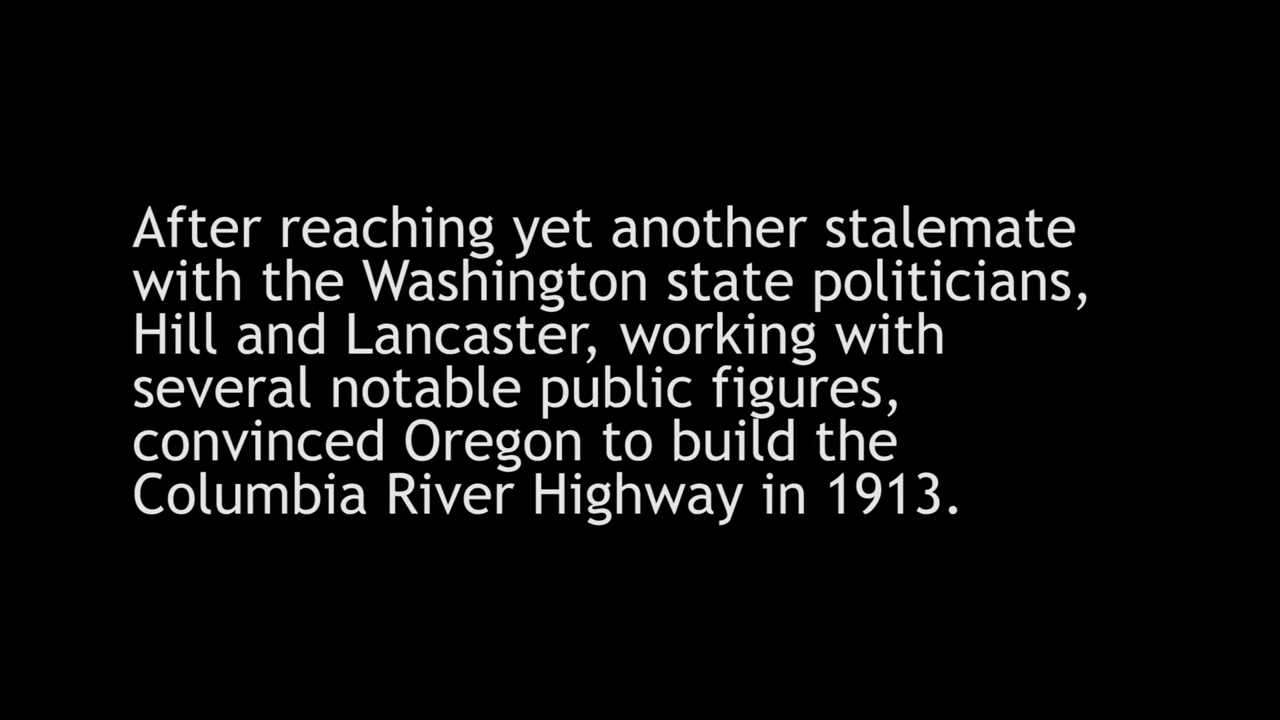 After reaching yet another stalemate
with the Washington state politicians,
Hill and Lancaster, working with
several notable public figures,
convinced Oregon to build the
Columbia River Highway in 1913.